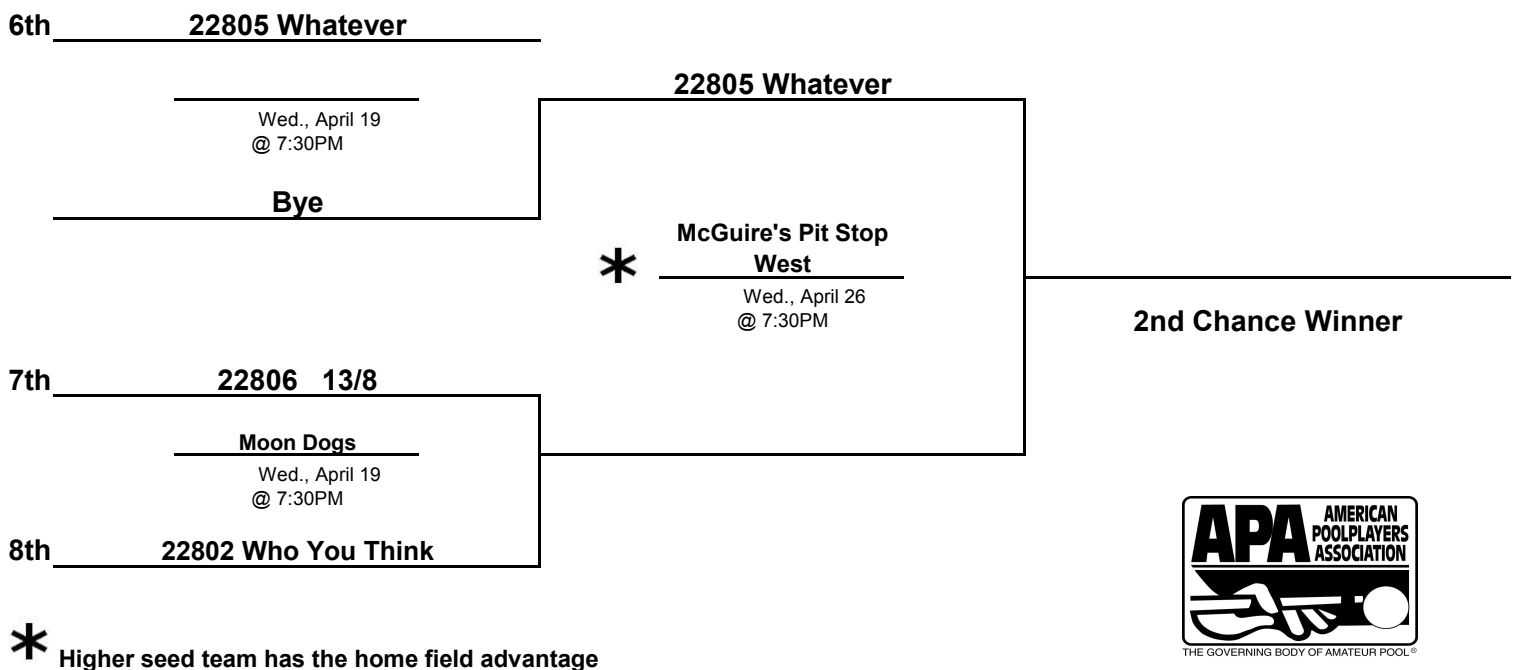 6th 22805 Whatever
22805 Whatever
Wed., April 19
@ 7:30PM
Bye
McGuire's Pit Stop
West
Wed., April 26
@ 7:30PM
2nd Chance Winner
7th 22806 13/8
Moon Dogs
Wed., April 19
@ 7:30PM
8th 22802 Who You Think
* Higher seed team has the home field advantage
*
APA AMERICAN
POOLPLAYERS
ASSOCIATION
THE GOVERNING BODY OF AMATEUR POOL®